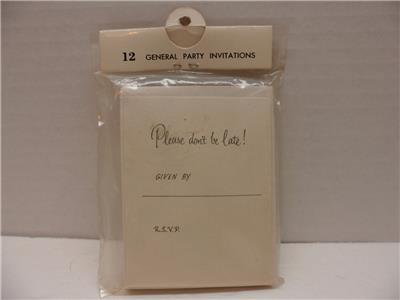 12 GENERAL PARTY INVITATIONS
Please don't be late!
GIVEN BY
R.S.V.P.